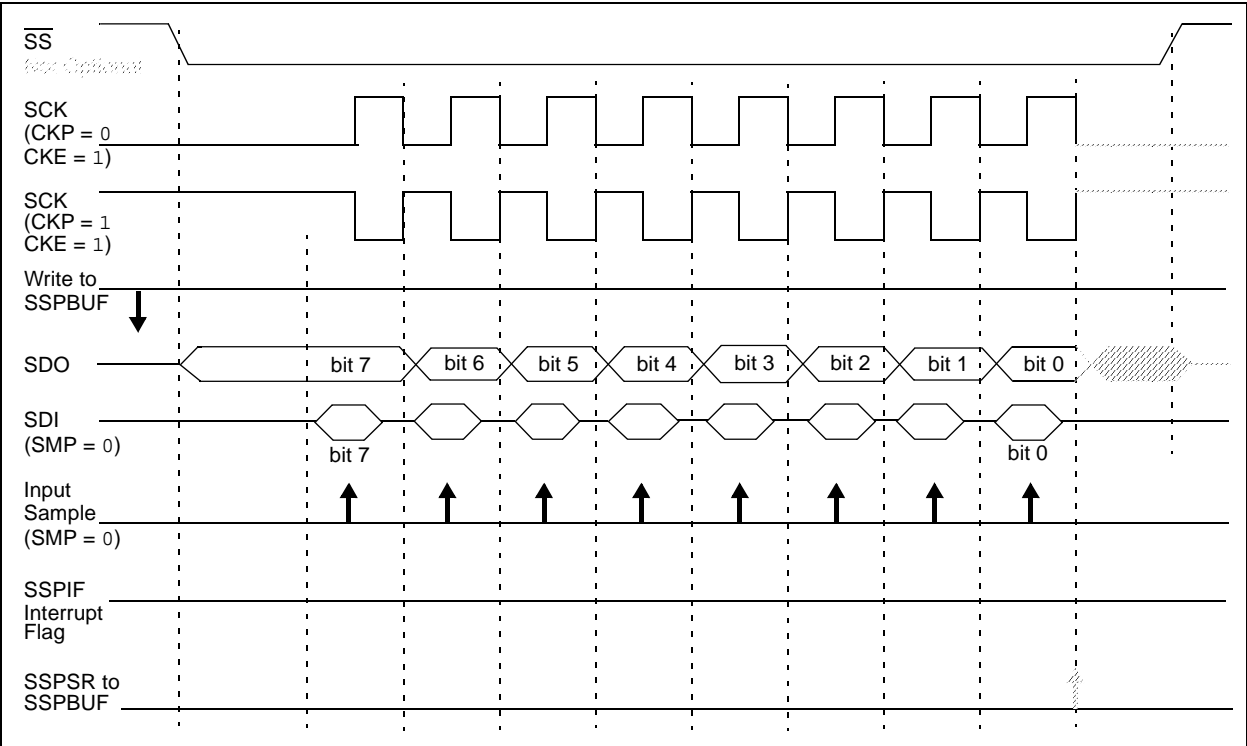 SS
SCK
(CKP = 0
CKE = 1)
SCK
(CKP = 1
CKE = 1)
Write to
SSPBUF
SDO
bit 7
bit 6
bit 5
bit 4
bit 3
bit 2
bit 1
bit 0
SDI
(SMP = 0)
bit 7
bit 0
Input
Sample
(SMP = 0)
SSPIF
Interrupt
Flag
SSPSR to
SSPBUF